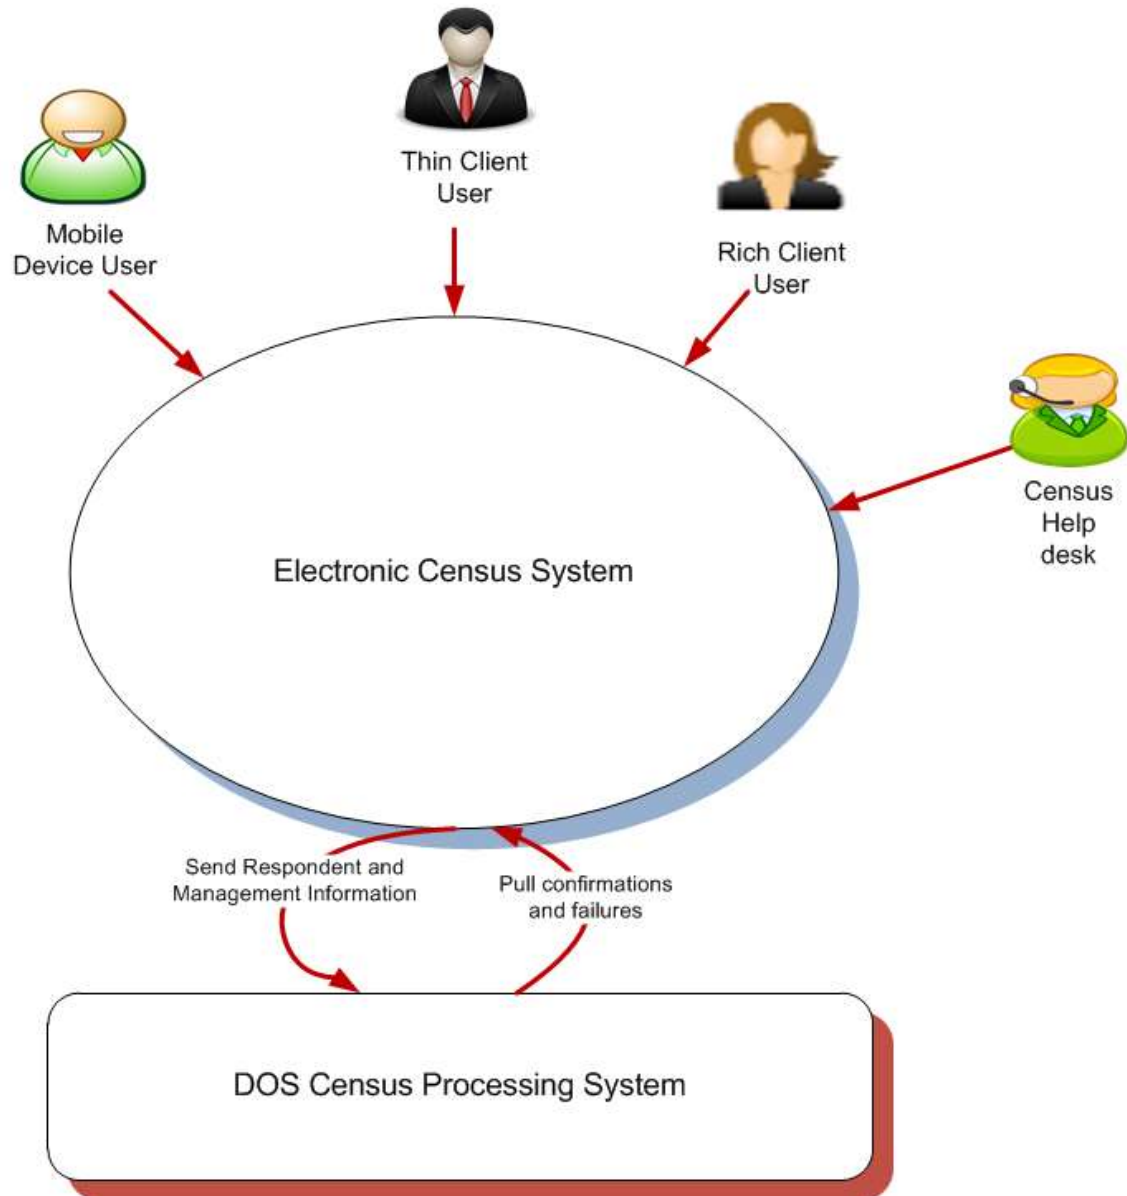 Thin Client
User
Mobile
Device User
Rich Client
User
Census
Help
desk
Electronic Census System
Send Respondent and
Management Information
Pull confirmations
and failures
DOS Census Processing System